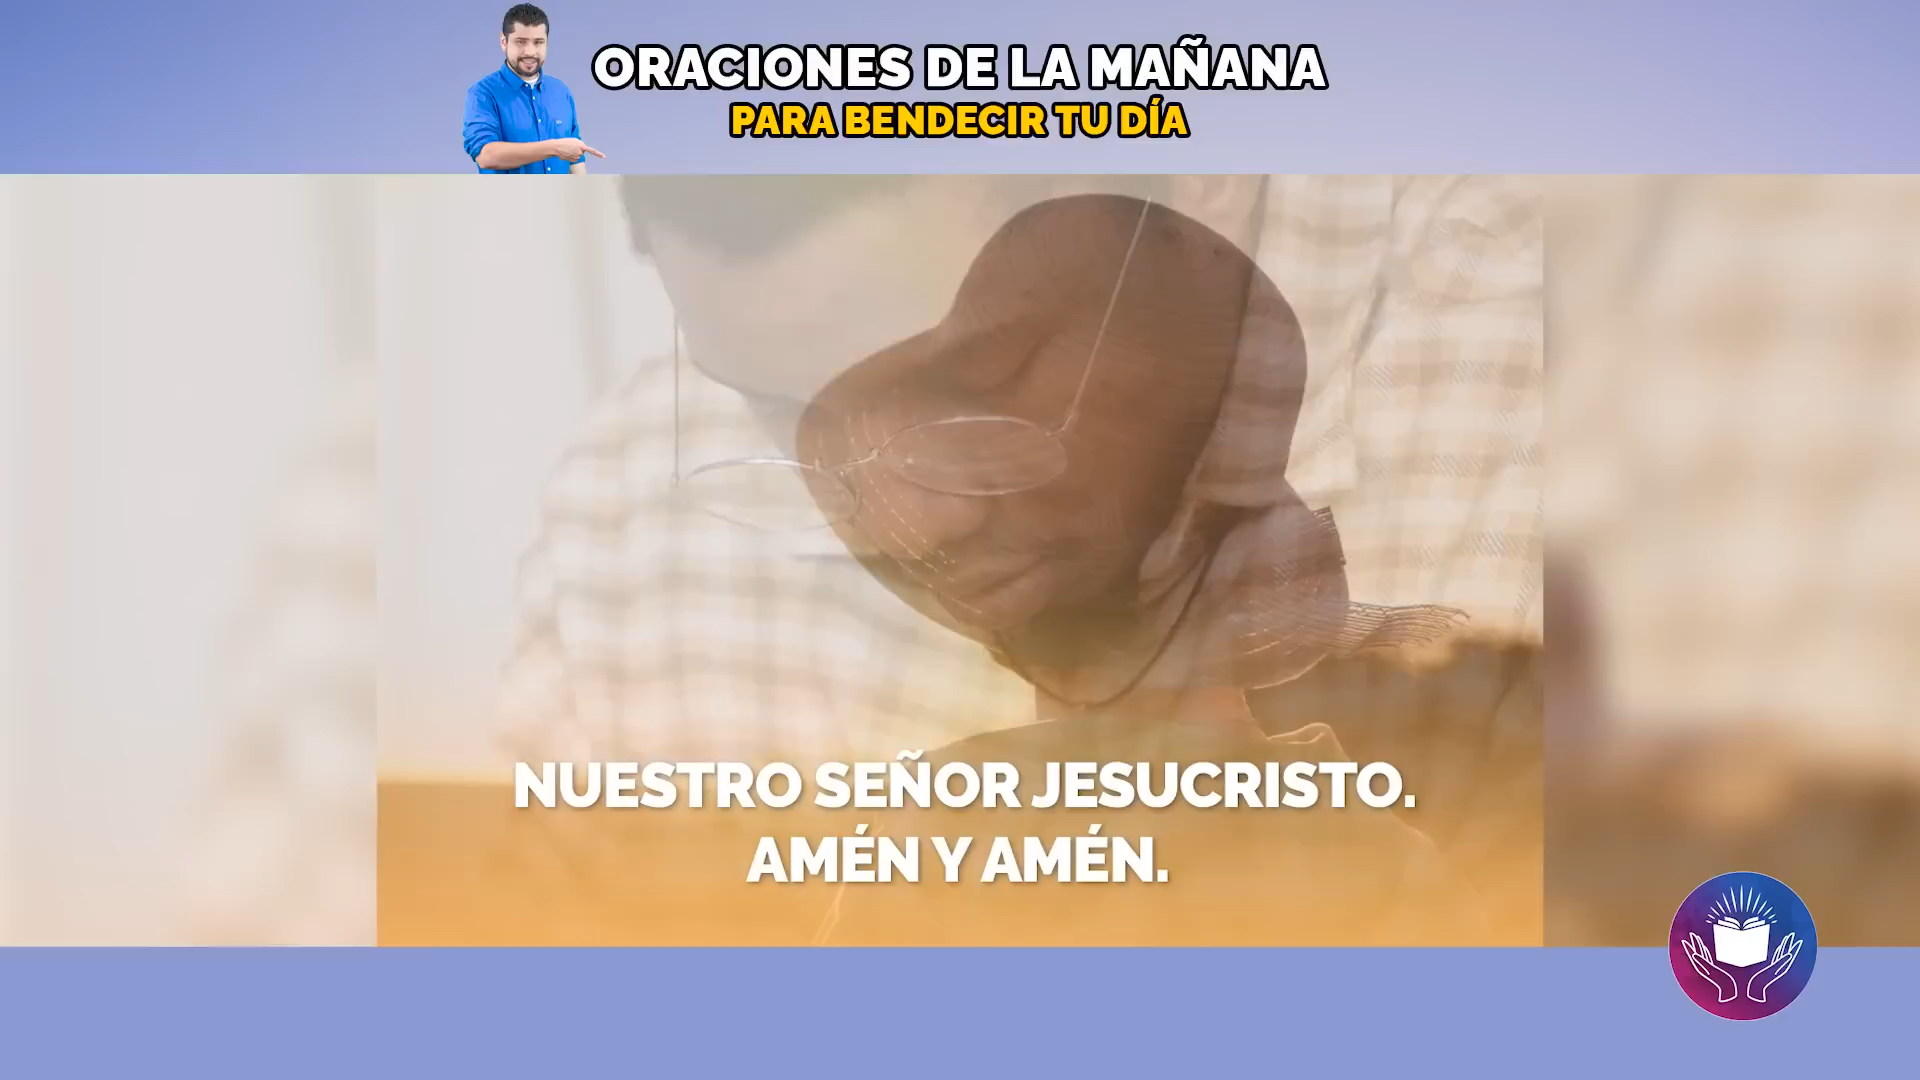 ORACIONES DE LA MAÑANA
PARA BENDECIR TU DÍA
NUESTRO SEÑOR JESUCRISTO.
AMÉN Y AMÉN.